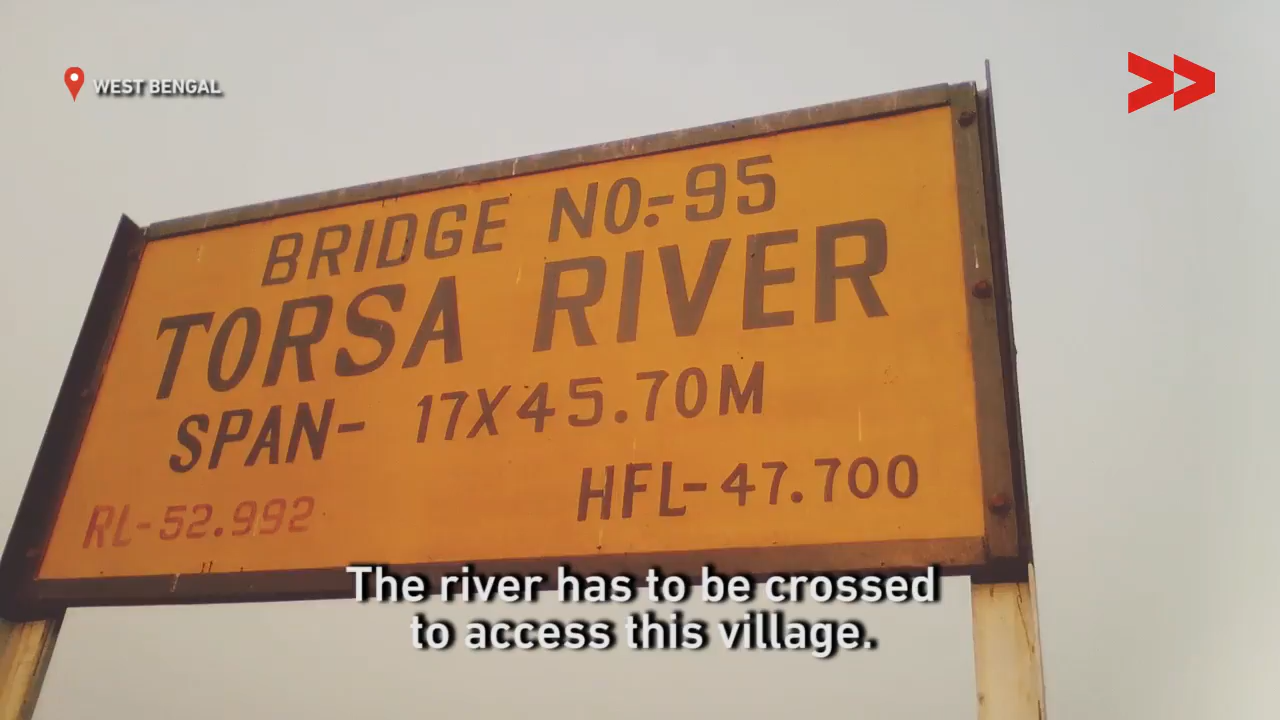 WEST BENGAL
BRIDGE NO.-95
TORSA RIVER
SPAN- 17X45.70M
HFL-47.700
RL-52.992
The river has to be crossed
to access this village.